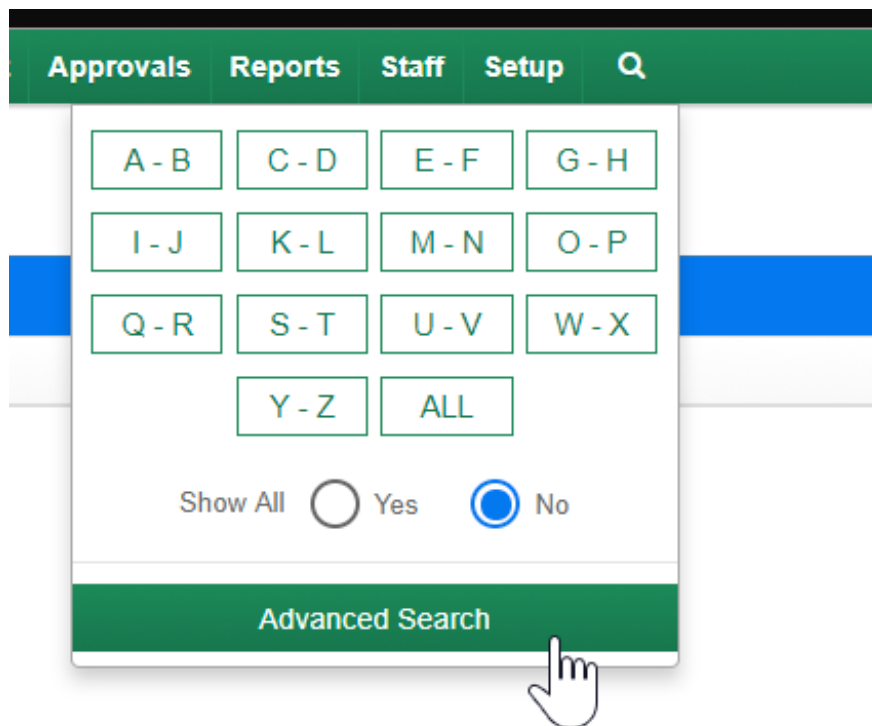 Approvals Reports Staff Setup
A - B C - D E - F G - H
I - J K - L M - N O - P
Q - R S - T U - V W - X
Y - Z ALL
Show All Yes No
Advanced Search